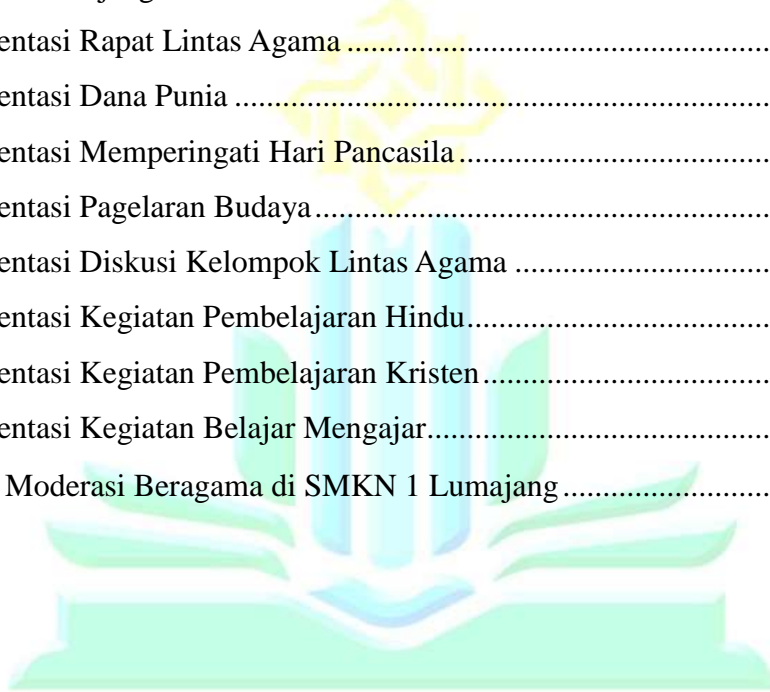 entasi Rapat Lintas Agama ..........................................................
entasi Dana Punia ..........................................................................
entasi Memperingati Hari Pancasila ...........................................
entasi Pagelaran Budaya ...............................................................
entasi Diskusi Kelompok Lintas Agama ...................................
entasi Kegiatan Pembelajaran Hindu..........................................
entasi Kegiatan Pembelajaran Kristen ........................................
entasi Kegiatan Belajar Mengajar................................................
Moderasi Beragama di SMKN 1 Lumajang ............................